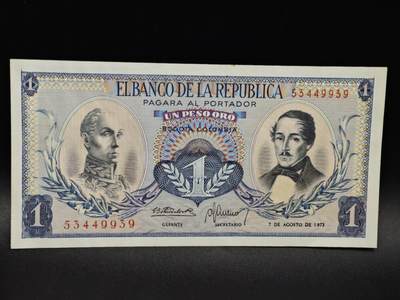 1 EL BANCO DE LA REPUBLICA
PAGARA AL PORTADOR 53449939
UN PESO ORO
BOGOTA COLOMBIA
1
1 53449939 1
GERENTE SECRETARIO 7 DE AGOSTO DE 1973